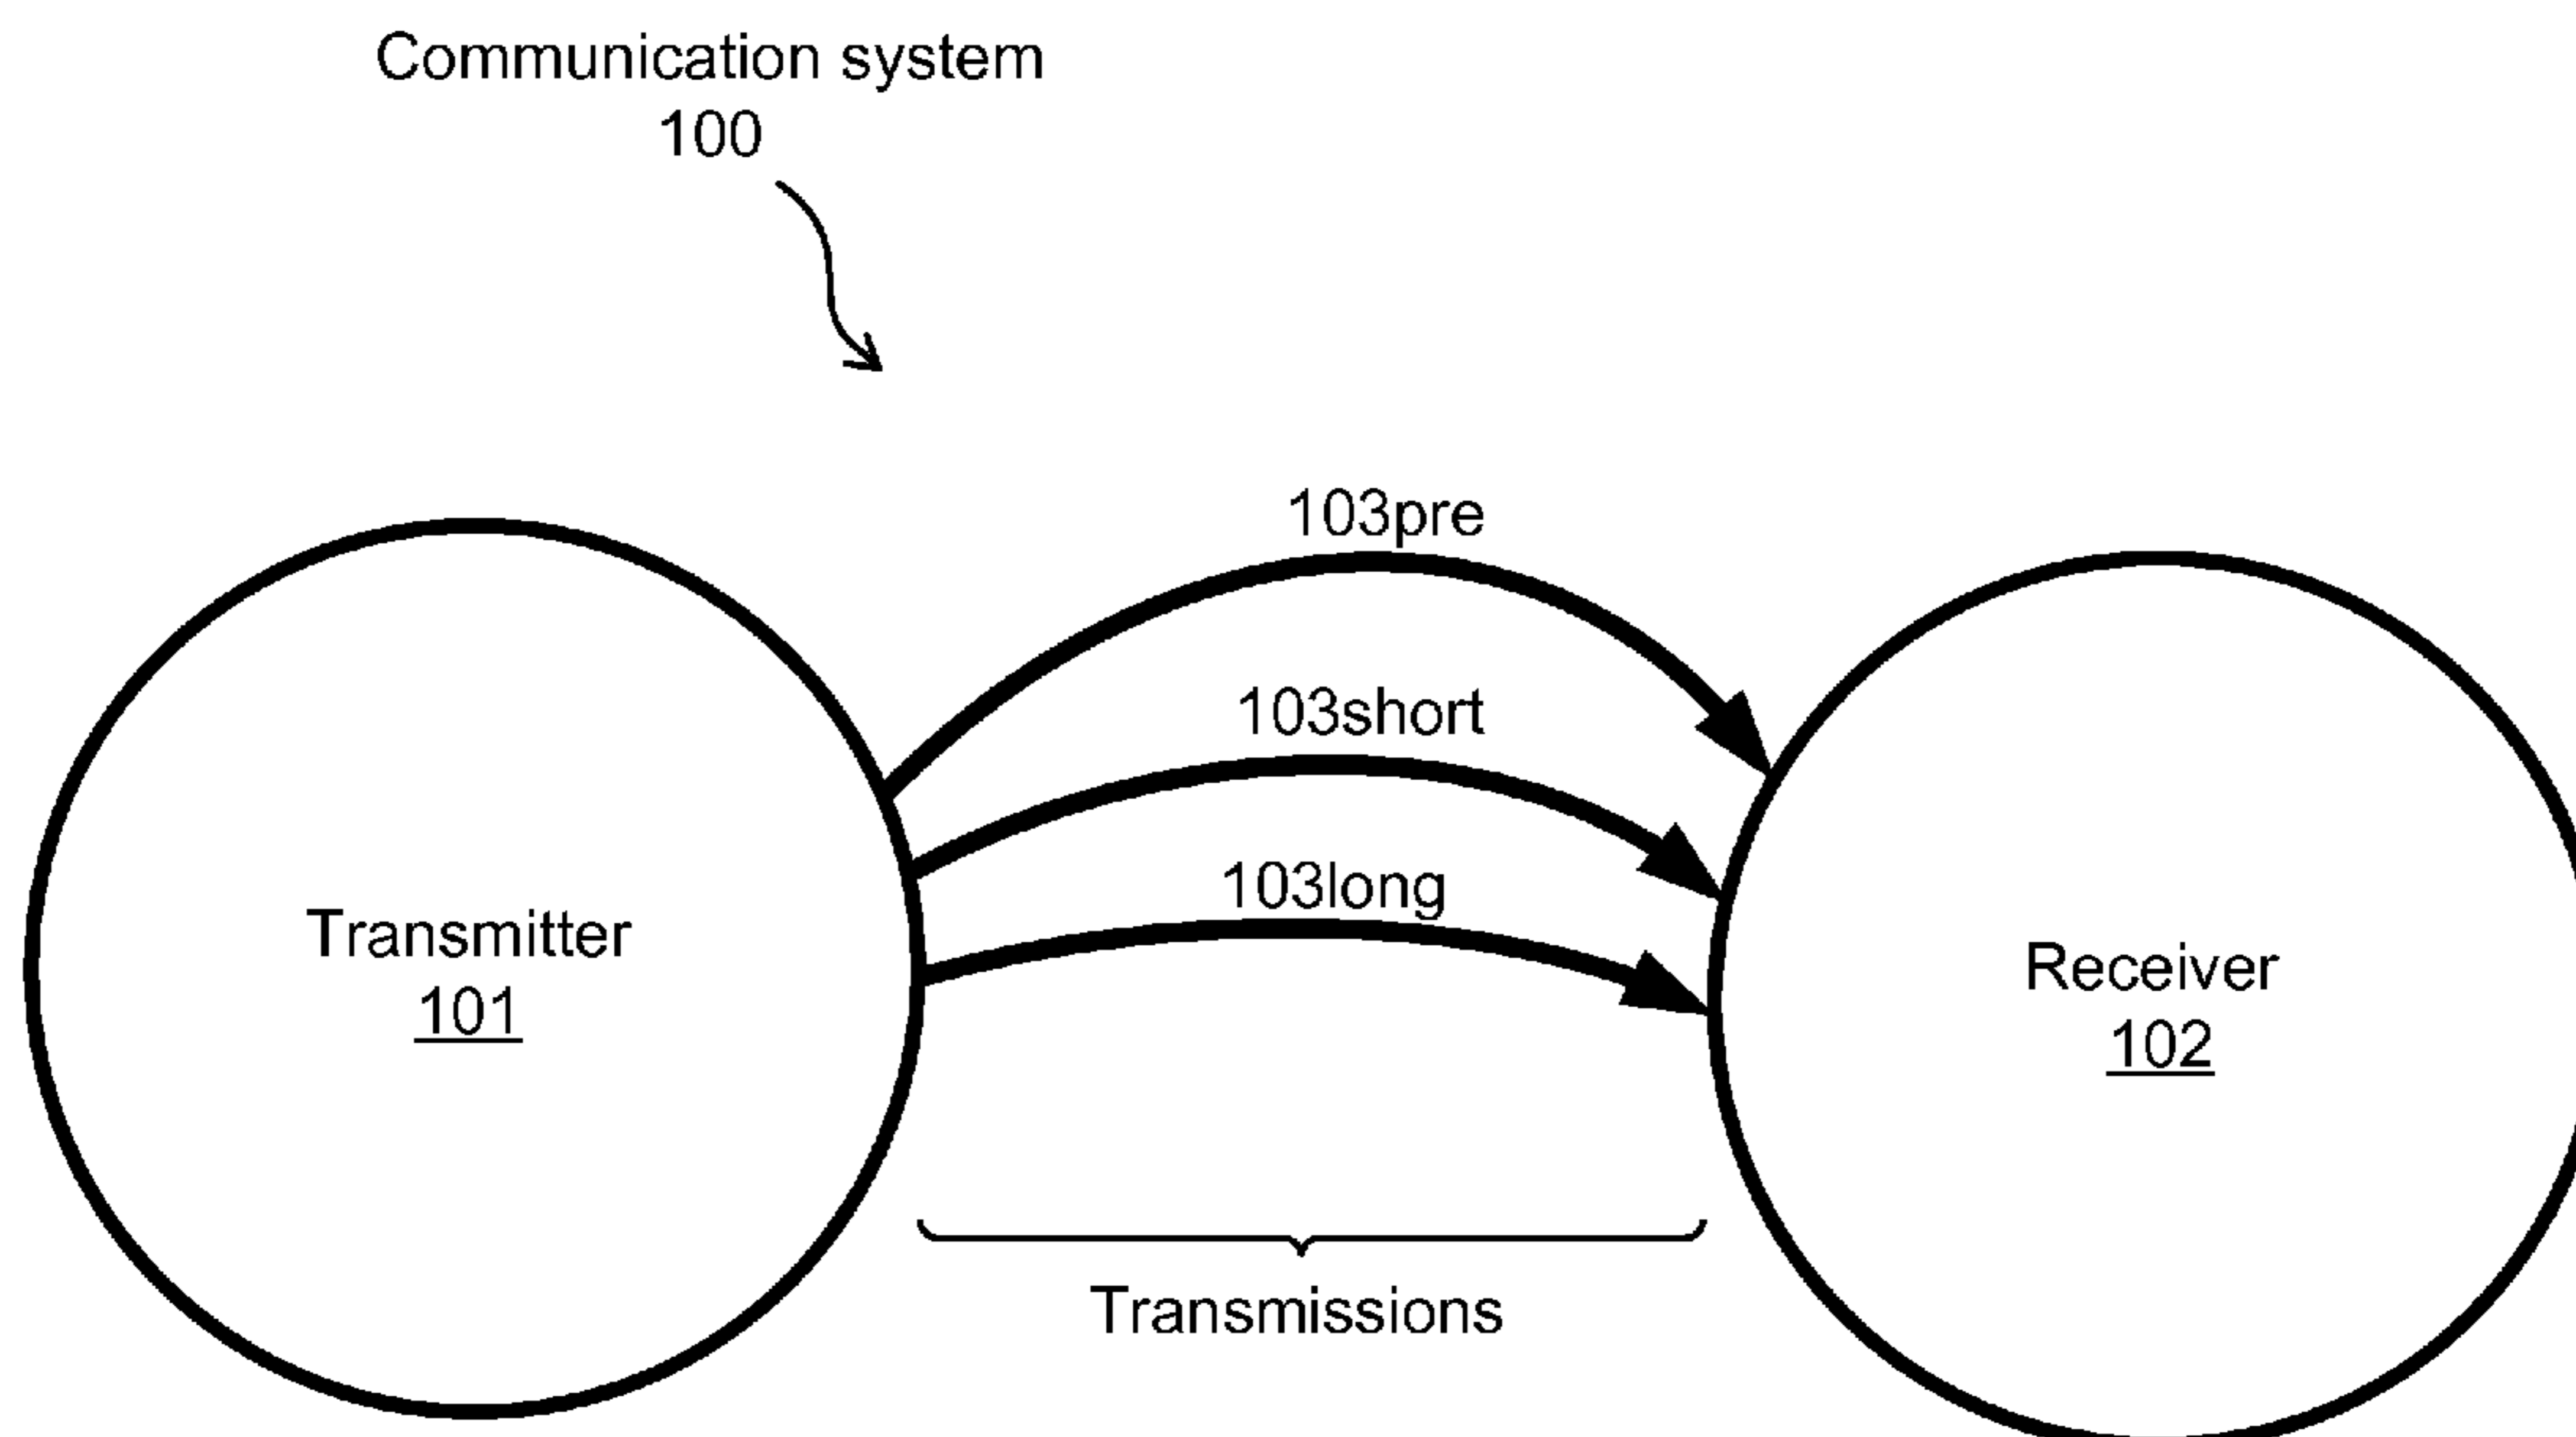 Communication system
100
103pre
103short
103long
Transmitter
101
Receiver
102
Transmissions